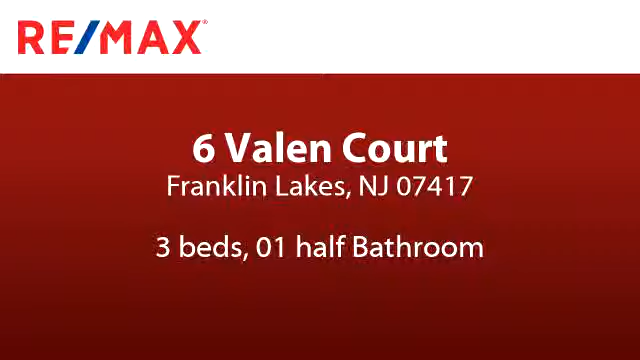 RE/MAX®
6 Valen Court
Franklin Lakes, NJ 07417
3 beds, 01 half Bathroom